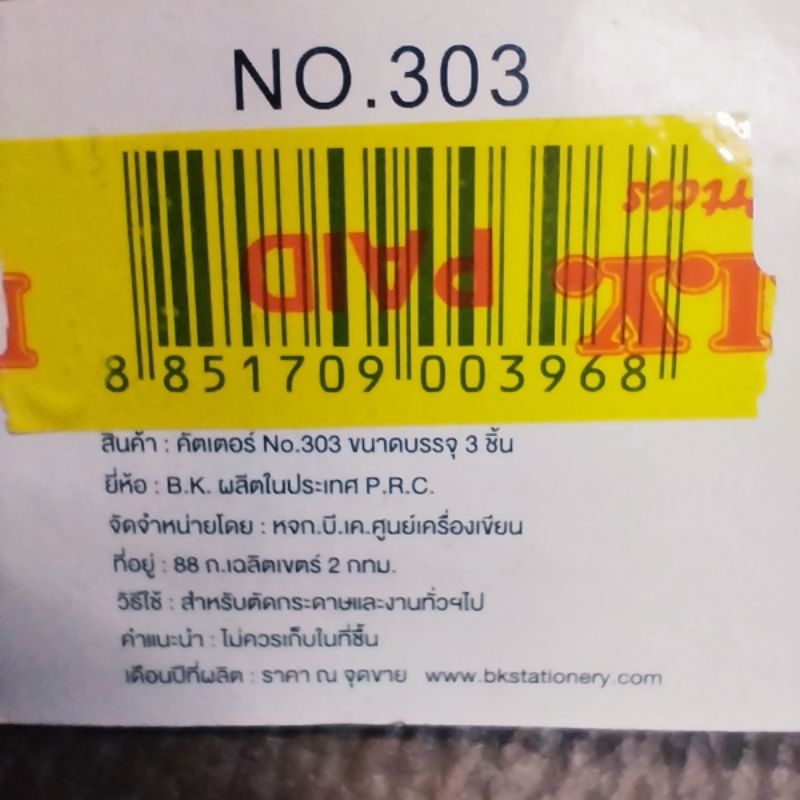 NO.303
PAID
8 851709 003968
สินค้า : คัตเตอร์ No.303 ขนาดบรรจุ 3 ชิ้น
ยี่ห้อ : B.K. ผลิตในประเทศ P.R.C.
จัดจำหน่ายโดย : หจก.บี.เค.ศูนย์เครื่องเขียน
ที่อยู่ : 88 ถ.เฉลิตเขตร์ 2 กทม.
วิธีใช้ : สำหรับตัดกระดาษและงานทั่วฯไป
คำแนะนำ : ไม่ควรเก็บในที่ชื้น
เดือนปีที่ผลิต : ราคา ณ จุดขาย www.bkstationery.com